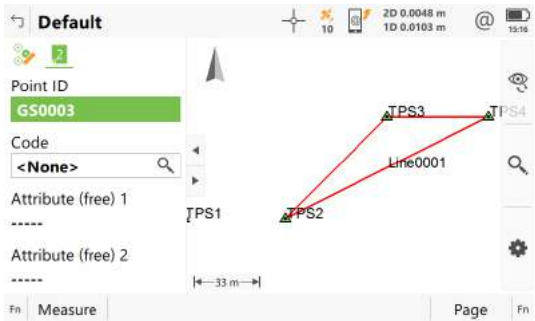 Default
10
2D 0.0048 m
1D 0.0103 m
@
15:16
2
Point ID
GS0003
Code
<None>
Attribute (free) 1
-----
Attribute (free) 2
-----
TPS3
TPS4
Line0001
TPS1
TPS2
33 m
Fn Measure Page Fn